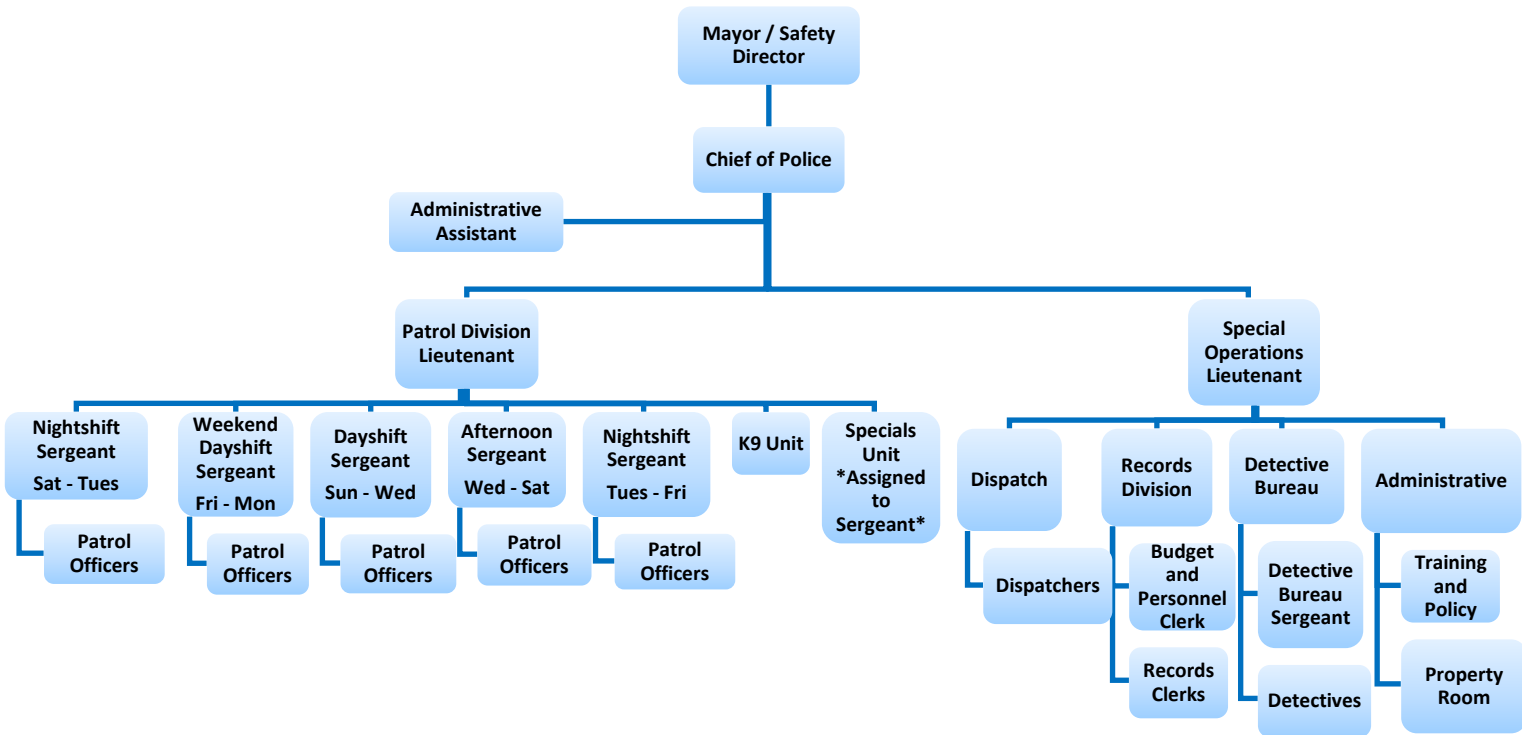 Mayor / Safety
Director
Chief of Police
Administrative
Assistant
Patrol Division
Lieutenant
Special
Operations
Lieutenant
Nightshift
Sergeant
Sat - Tues
Patrol
Officers
Weekend
Dayshift
Sergeant
Fri - Mon
Patrol
Officers
Dayshift
Sergeant
Sun - Wed
Patrol
Officers
Afternoon
Sergeant
Wed - Sat
Patrol
Officers
Nightshift
Sergeant
Tues - Fri
Patrol
Officers
K9 Unit
Specials
Unit
*Assigned
to
Sergeant*
Dispatch
Dispatchers
Records
Division
Budget
and
Personnel
Clerk
Records
Clerks
Detective
Bureau
Detective
Bureau
Sergeant
Detectives
Administrative
Training
and
Policy
Property
Room